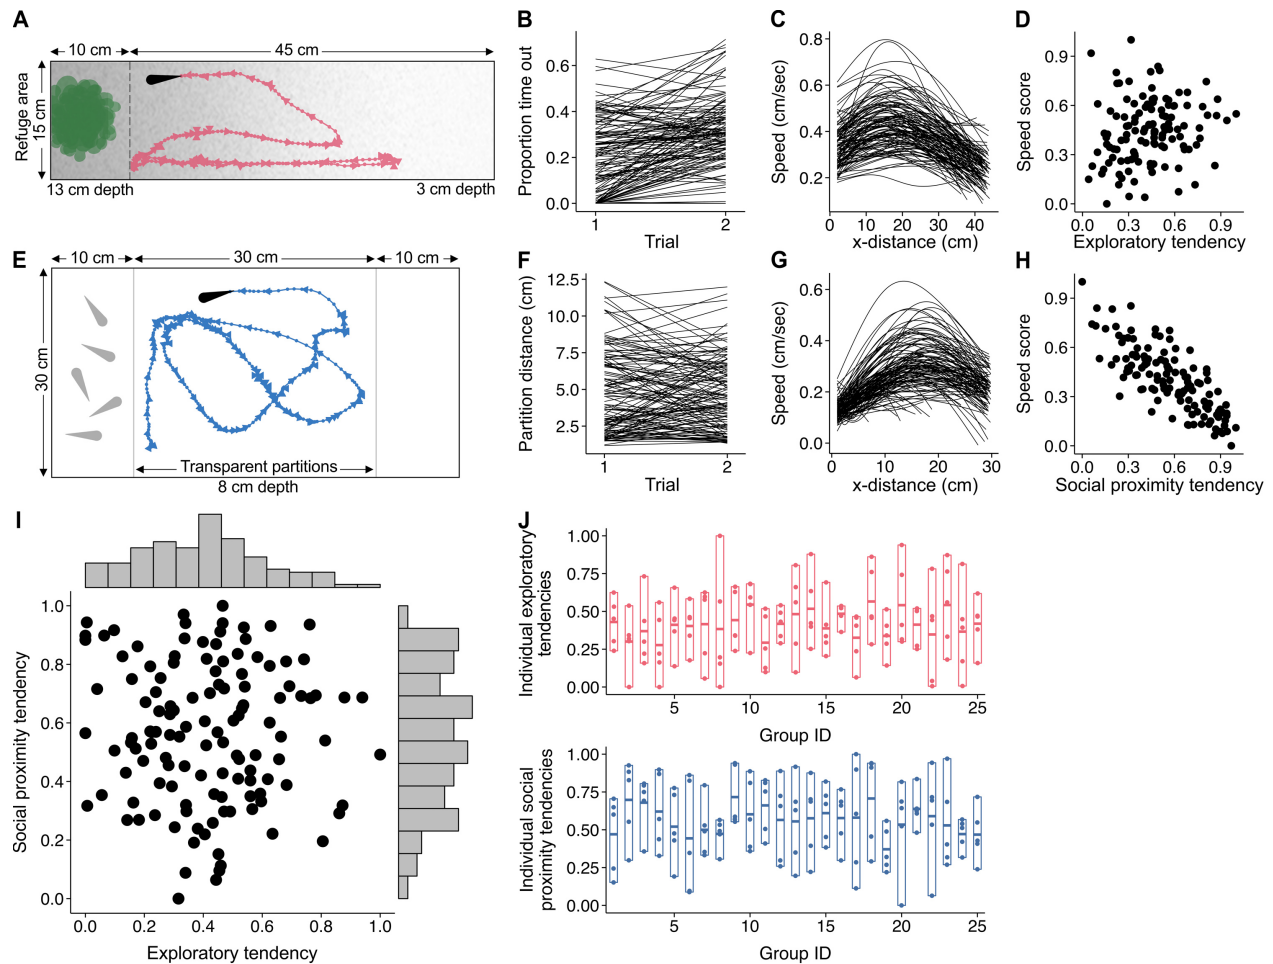 A
10 cm
45 cm
Refuge area
15 cm
13 cm depth
3 cm depth
B
Proportion time out
0.6
0.4
0.2
0.0
1
2
Trial
C
Speed (cm/sec)
0.8
0.6
0.4
0.2
0
10
20
30
40
x-distance (cm)
D
Speed score
0.9
0.6
0.3
0.0
0.0
0.3
0.6
0.9
Exploratory tendency
E
10 cm
30 cm
10 cm
30 cm
Transparent partitions
8 cm depth
F
Partition distance (cm)
12.5
10.0
7.5
5.0
2.5
1
2
Trial
G
Speed (cm/sec)
0.6
0.4
0.2
0.0
0
10
20
30
x-distance (cm)
H
Speed score
0.9
0.6
0.3
0.0
0.0
0.3
0.6
0.9
Social proximity tendency
I
Social proximity tendency
1.0
0.8
0.6
0.4
0.2
0.0
0.0
0.2
0.4
0.6
0.8
1.0
Exploratory tendency
J
Individual exploratory
tendencies
1.00
0.75
0.50
0.25
0.00
5
10
15
20
25
Group ID
Individual social
proximity tendencies
1.00
0.75
0.50
0.25
0.00
5
10
15
20
25
Group ID